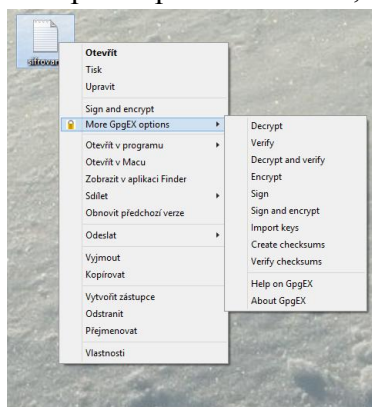 Otevřít
Tisk
Upravit
Sign and encrypt
More GpgEX options
Otevřít v programu
Otevřít v Macu
Zobrazit v aplikaci Finder
Sdílet
Obnovit předchozí verze
Odeslat
Vyjmout
Kopírovat
Vytvořit zástupce
Odstranit
Přejmenovat
Vlastnosti
Decrypt
Verify
Decrypt and verify
Encrypt
Sign
Sign and encrypt
Import keys
Create checksums
Verify checksums
Help on GpgEX
About GpgEX